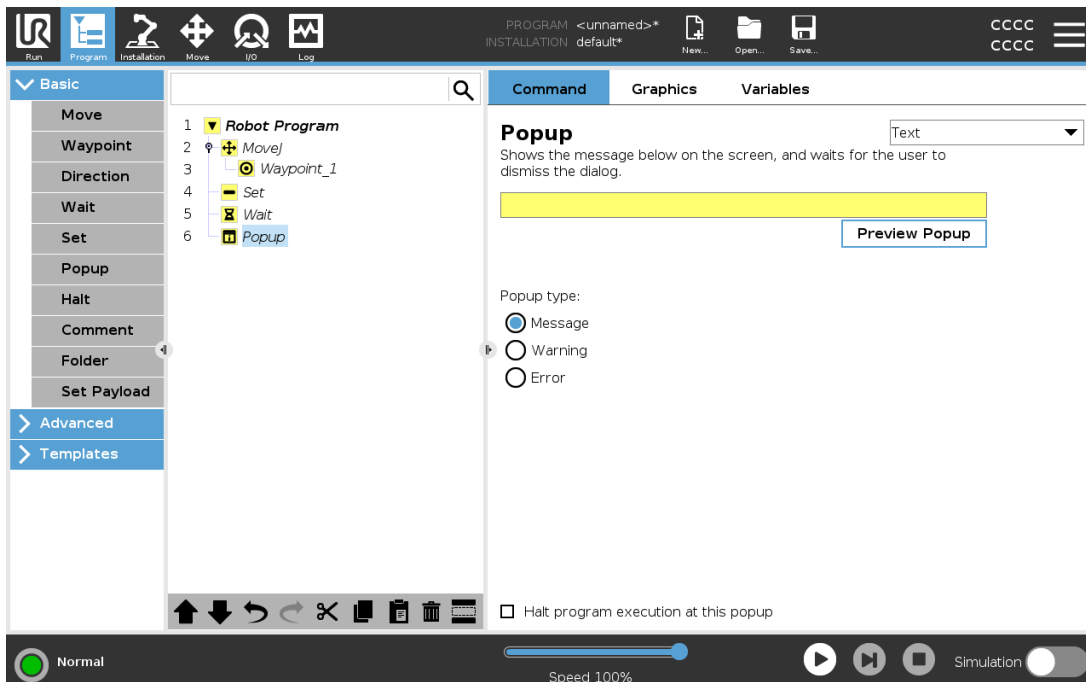 PROGRAM <unnamed>*
INSTALLATION default*
CCCC
CCCC
Run Program Installation Move I/O Log New... Open... Save...
Basic
Move
Waypoint
Direction
Wait
Set
Popup
Halt
Comment
Folder
Set Payload
Advanced
Templates
1 Robot Program
2 MoveJ
3 Waypoint_1
4 Set
5 Wait
6 Popup
Command Graphics Variables
Popup
Text
Shows the message below on the screen, and waits for the user to
dismiss the dialog.
Preview Popup
Popup type:
Message
Warning
Error
Halt program execution at this popup
Normal
Speed 100%
Simulation